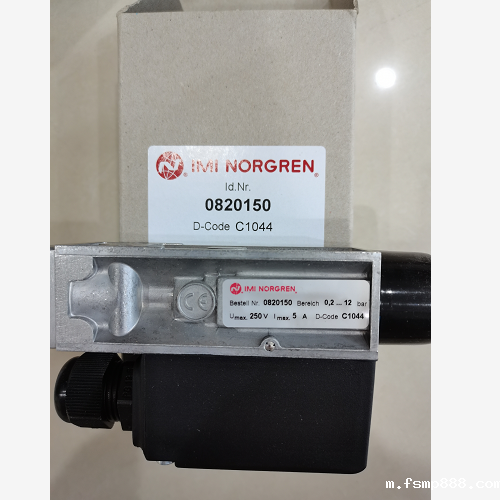 IMI NORGREN®
Id.Nr.
0820150
D-Code C1044
IMI NORGREN®
Bestell Nr. 0820150 Bereich 0,2 ... 12 bar
Umax. 250 V Imax. 5 A D-Code C1044
CE
m.fsmp888.com